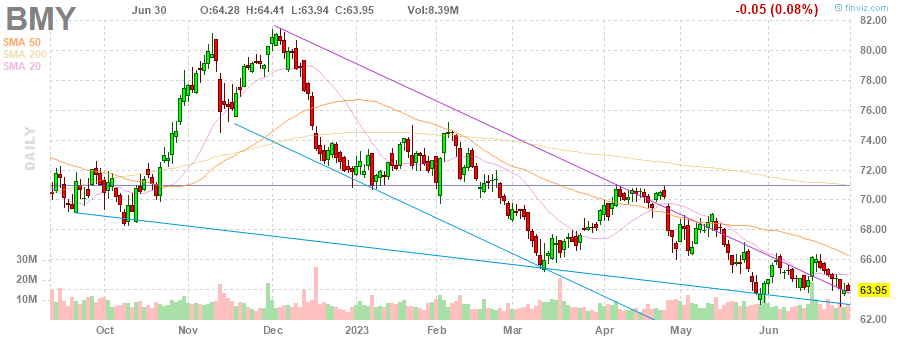 BMY
Jun 30
O:64.28 H:64.41 L:63.94 C:63.95 Vol:8.39M
-0.05 (0.08%)
© finviz.com
SMA 50
SMA 200
SMA 20
DAILY
82.00
80.00
78.00
76.00
74.00
72.00
70.00
68.00
66.00
63.95
62.00
30M
20M
10M
Oct Nov Dec 2023 Feb Mar Apr May Jun